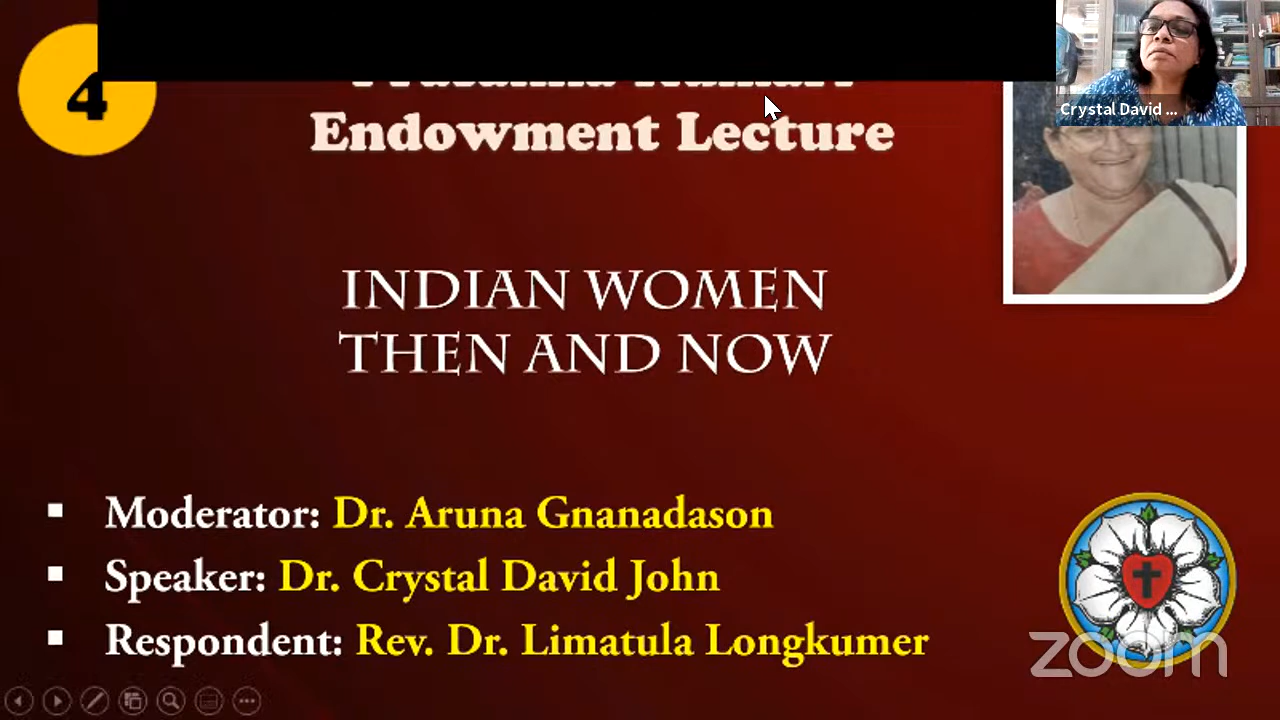 4
Crystal David ...
Endowment Lecture
INDIAN WOMEN
THEN AND NOW
▪ Moderator: Dr. Aruna Gnanadason
▪ Speaker: Dr. Crystal David John
▪ Respondent: Rev. Dr. Limatula Longkumer
zoom